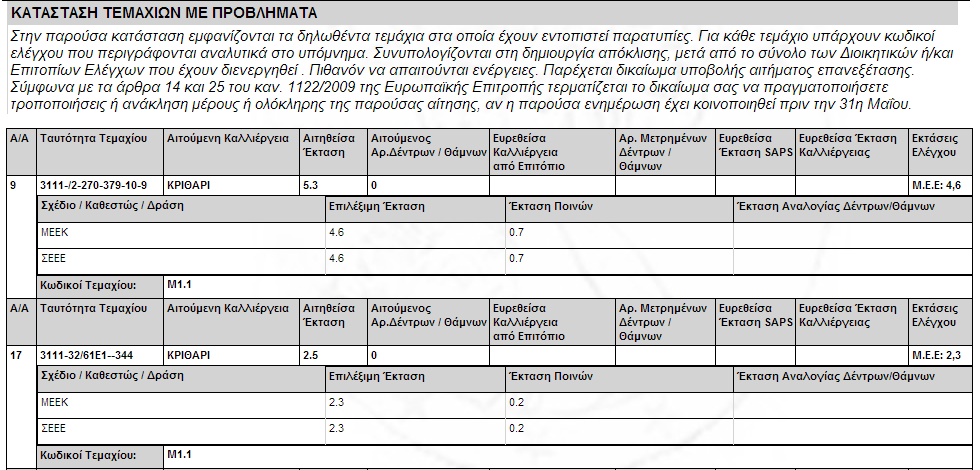 ΚΑΤΑΣΤΑΣΗ ΤΕΜΑΧΙΩΝ ΜΕ ΠΡΟΒΛΗΜΑΤΑ
Στην παρούσα κατάσταση εμφανίζονται τα δηλωθέντα τεμάχια στα οποία έχουν εντοπιστεί παρατυπίες. Για κάθε τεμάχιο υπάρχουν κωδικοί
ελέγχου που περιγράφονται αναλυτικά στο υπόμνημα. Συνυπολογίζονται στη δημιουργία απόκλισης, μετά από το σύνολο των Διοικητικών ή/και
Επιτοπίων Ελέγχων που έχουν διενεργηθεί . Πιθανόν να απαιτούνται ενέργειες. Παρέχεται δικαίωμα υποβολής αιτήματος επανεξέτασης.
Σύμφωνα με τα άρθρα 14 και 25 του καν. 1122/2009 της Ευρωπαϊκής Επιτροπής τερματίζεται το δικαίωμα σας να πραγματοποιήσετε
τροποποιήσεις ή ανάκληση μέρους ή ολόκληρης της παρούσας αίτησης, αν η παρούσα ενημέρωση έχει κοινοποιηθεί πριν την 31η Μαΐου.
Α/Α Ταυτότητα Τεμαχίου Αιτούμενη Καλλιέργεια Αιτηθείσα Αιτούμενος Ευρεθείσα Αρ. Μετρημένων Ευρεθείσα Ευρεθείσα Έκταση Εκτάσεις
Έκταση Αρ.Δέντρων / Θάμνων Καλλιέργεια Δέντρων / Έκταση SAPS Καλλιέργειας Ελέγχου
από Επιτόπιο Θάμνων
9 3111-/2-270-379-10-9 ΚΡΙΘΑΡΙ 5.3 0 Μ.Ε.Ε: 4,6
Σχέδιο / Καθεστώς / Δράση Επιλέξιμη Έκταση Έκταση Ποινών Έκταση Αναλογίας Δέντρων/Θάμνων
ΜΕΕΚ 4.6 0.7
ΣΕΕΕ 4.6 0.7
Κωδικοί Τεμαχίου: M1.1
Α/Α Ταυτότητα Τεμαχίου Αιτούμενη Καλλιέργεια Αιτηθείσα Αιτούμενος Ευρεθείσα Αρ. Μετρημένων Ευρεθείσα Ευρεθείσα Έκταση Εκτάσεις
Έκταση Αρ.Δέντρων / Θάμνων Καλλιέργεια Δέντρων / Έκταση SAPS Καλλιέργειας Ελέγχου
από Επιτόπιο Θάμνων
17 3111-32/61E1--344 ΚΡΙΘΑΡΙ 2.5 0 Μ.Ε.Ε: 2,3
Σχέδιο / Καθεστώς / Δράση Επιλέξιμη Έκταση Έκταση Ποινών Έκταση Αναλογίας Δέντρων/Θάμνων
ΜΕΕΚ 2.3 0.2
ΣΕΕΕ 2.3 0.2
Κωδικοί Τεμαχίου: M1.1